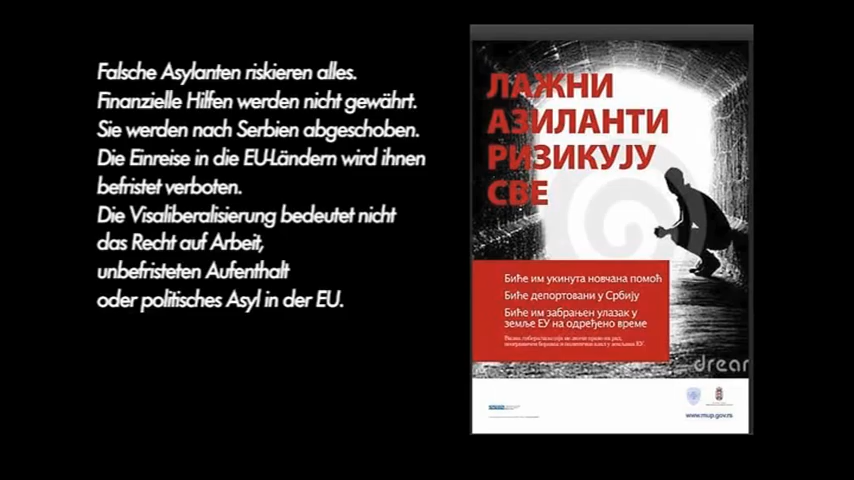 Falsche Asylanten riskieren alles.
Finanzielle Hilfen werden nicht gewährt.
Sie werden nach Serbien abgeschoben.
Die Einreise in die EU-Ländern wird ihnen
befristet verboten.
Die Visaliberalisierung bedeutet nicht
das Recht auf Arbeit,
unbefristeten Aufenthalt
oder politisches Asyl in der EU.
ЛАЖНИ
АЗИЛАНТИ
РИЗИКУЈУ
СВЕ
Биће им укинута новчана помоћ
Биће депортовани у Србију
Биће им забрањен улазак у
земље ЕУ на одређено време
drear
www.mup.gov.rs